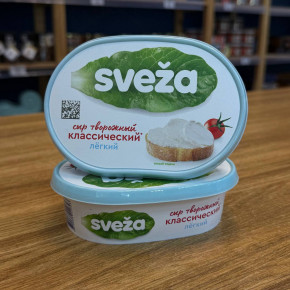 sveža
сыр творожный
классический
лёгкий
sveža
сыр творожный
классический
лёгкий